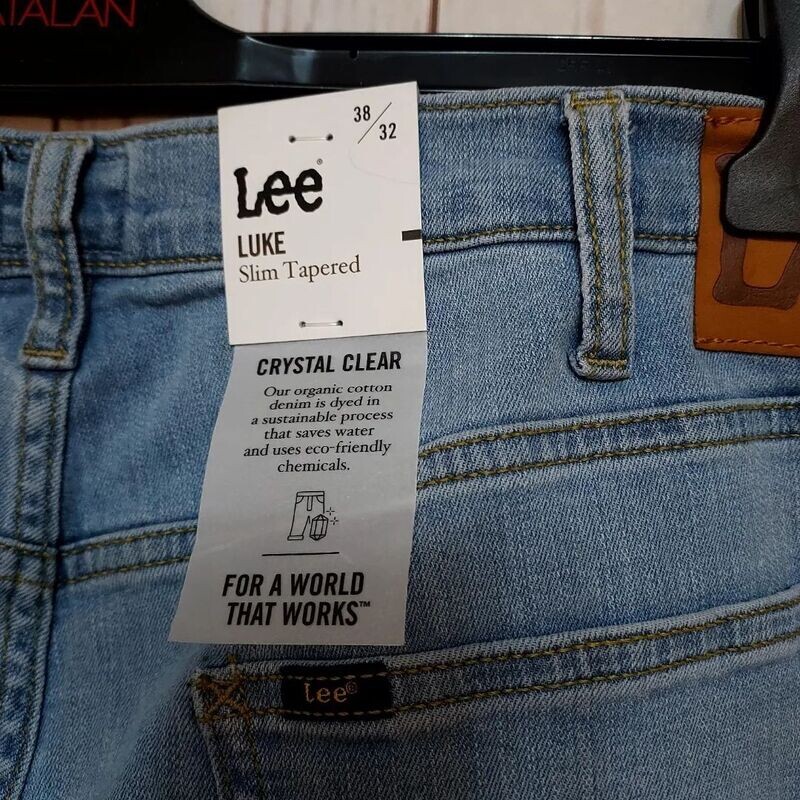 38
32
Lee®
LUKE
Slim Tapered
CRYSTAL CLEAR
Our organic cotton
denim is dyed in
a sustainable process
that saves water
and uses eco-friendly
chemicals.
FOR A WORLD
THAT WORKS™
Lee®